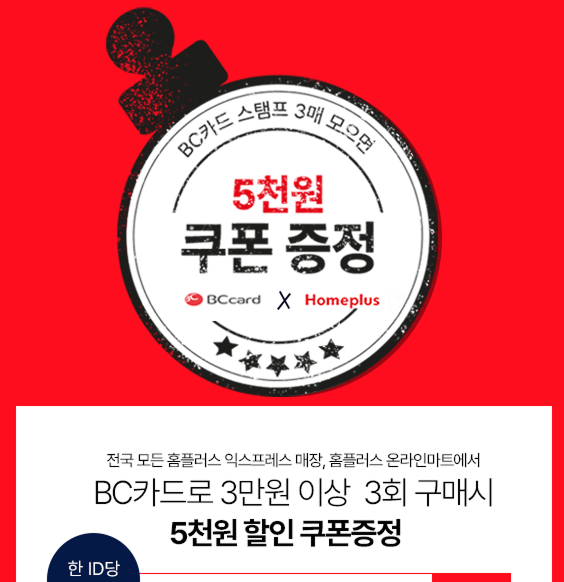 BC카드 스탬프 3매 모으면
5천원
쿠폰 증정
BCcard X Homeplus
전국 모든 홈플러스 익스프레스 매장, 홈플러스 온라인마트에서
BC카드로 3만원 이상 3회 구매시
5천원 할인 쿠폰증정
한 ID당